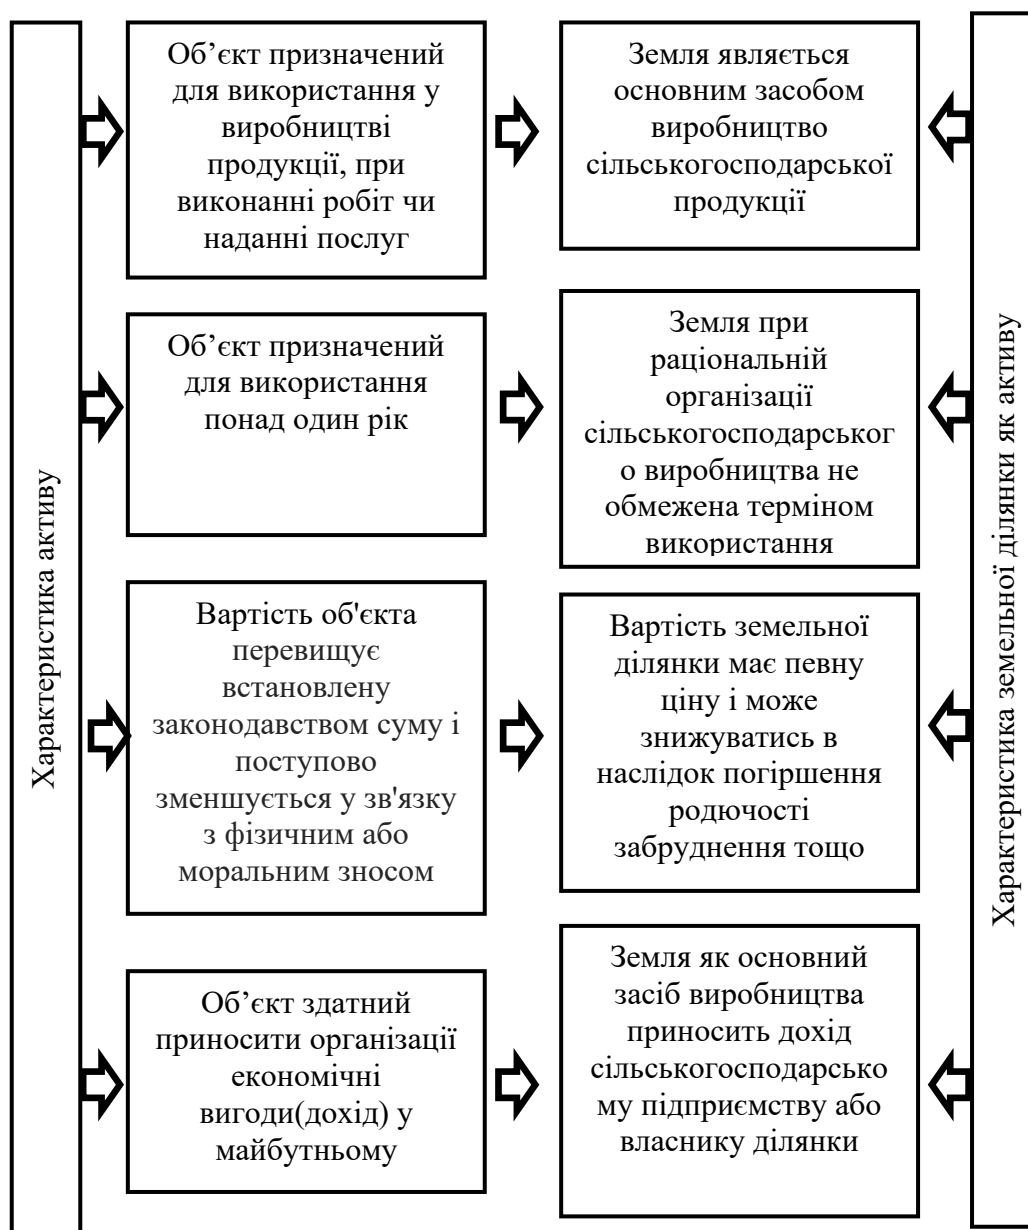 Характеристика активу
Об’єкт призначений
для використання у
виробництві
продукції, при
виконанні робіт чи
наданні послуг
Земля являється
основним засобом
виробництво
сільськогосподарської
продукції
Об’єкт призначений
для використання
понад один рік
Земля при
раціональній
організації
сільськогосподарськог
о виробництва не
обмежена терміном
використання
Вартість об'єкта
перевищує
встановлену
законодавством суму і
поступово
зменшується у зв'язку
з фізичним або
моральним зносом
Вартість земельної
ділянки має певну
ціну і може
знижуватись в
наслідок погіршення
родючості
забруднення тощо
Об’єкт здатний
приносити організації
економічні
вигоди(дохід) у
майбутньому
Земля як основний
засіб виробництва
приносить дохід
сільськогосподарсько
му підприємству або
власнику ділянки
Характеристика земельної ділянки як активу